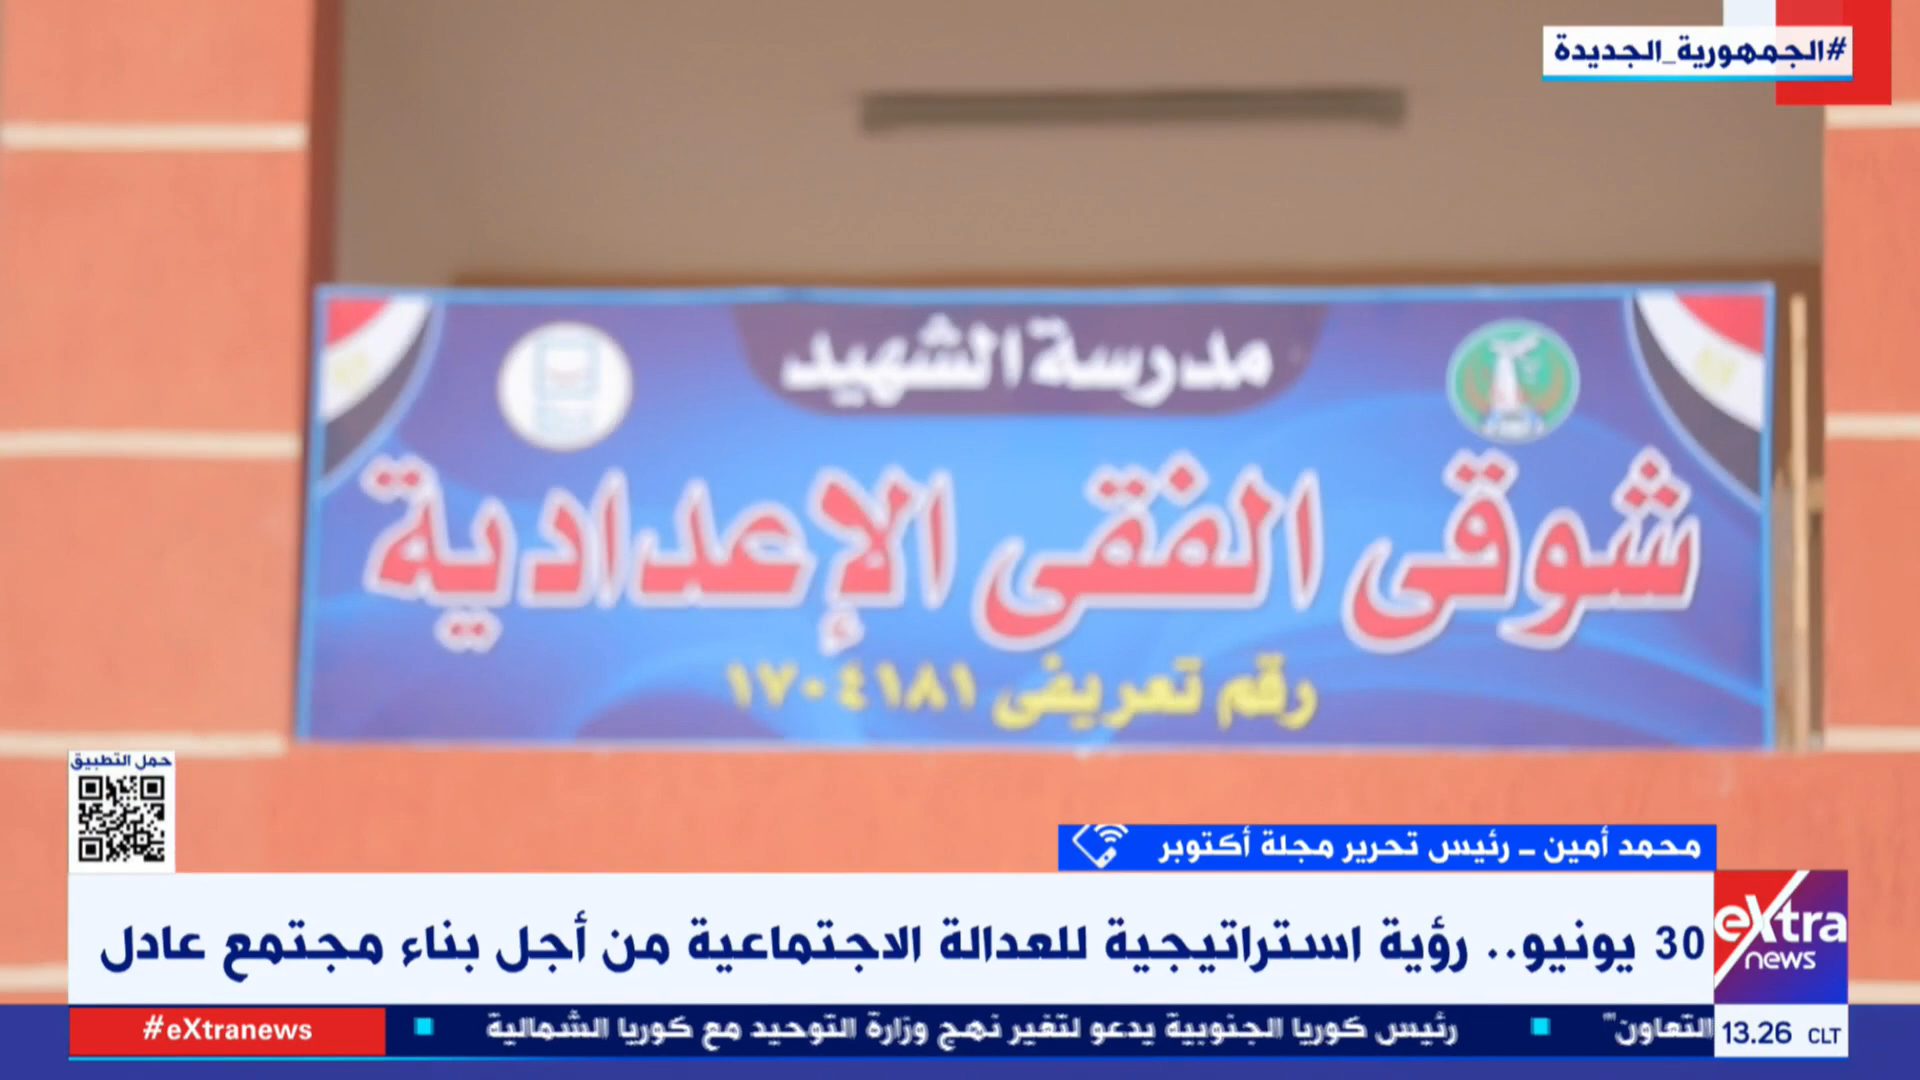 #الجمهورية_الجديدة
مدرسة الشهيد
شوقى الفقى الإعدادية
رقم تعريفى ١٧٠٤١٨١
حمل التطبيق
محمد أمين - رئيس تحرير مجلة أكتوبر
30 يونيو.. رؤية استراتيجية للعدالة الاجتماعية من أجل بناء مجتمع عادل
eXtra
news
التعاون"
رئيس كوريا الجنوبية يدعو لتغير نهج وزارة التوحيد مع كوريا الشمالية
#eXtranews
13.26 CLT